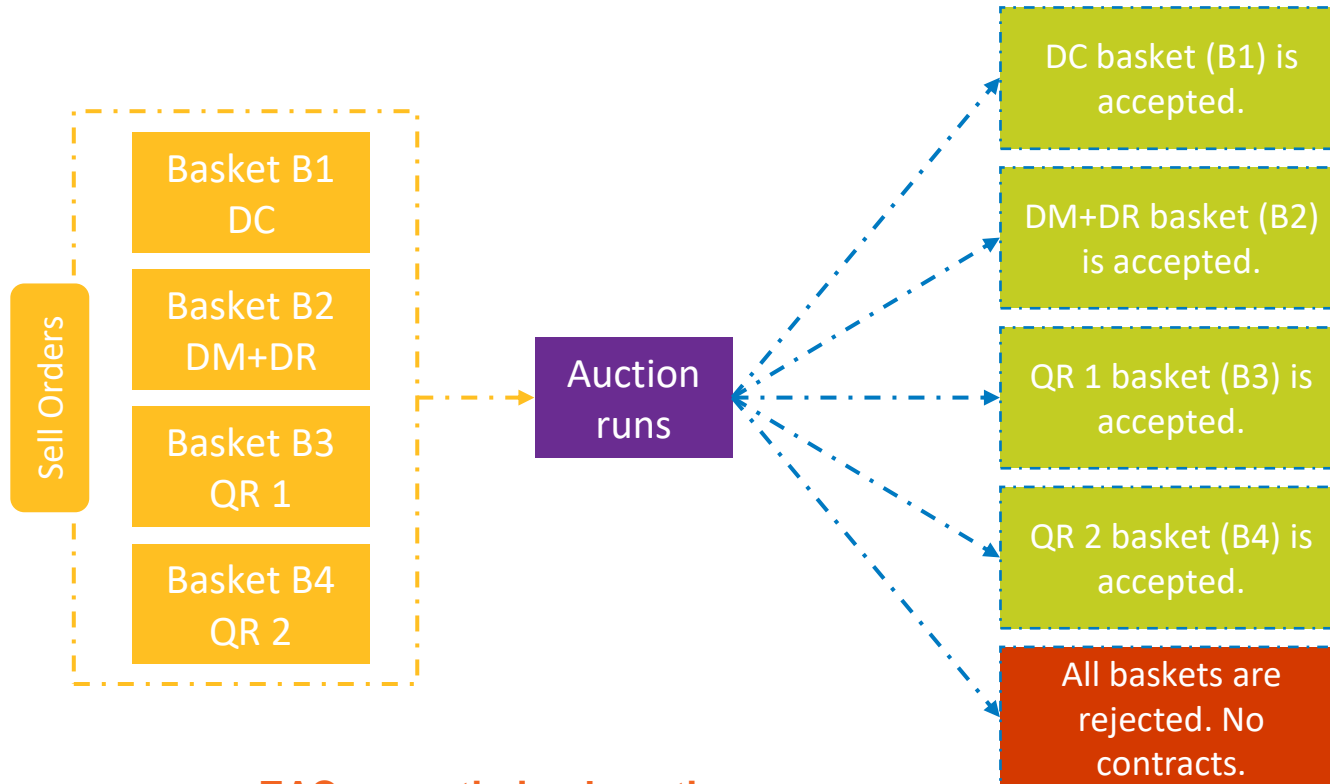 Sell Orders
Basket B1
DC
Basket B2
DM+DR
Basket B3
QR 1
Basket B4
QR 2
Auction
runs
DC basket (B1) is
accepted.
DM+DR basket (B2)
is accepted.
QR 1 basket (B3) is
accepted.
QR 2 basket (B4) is
accepted.
All baskets are
rejected. No
contracts.